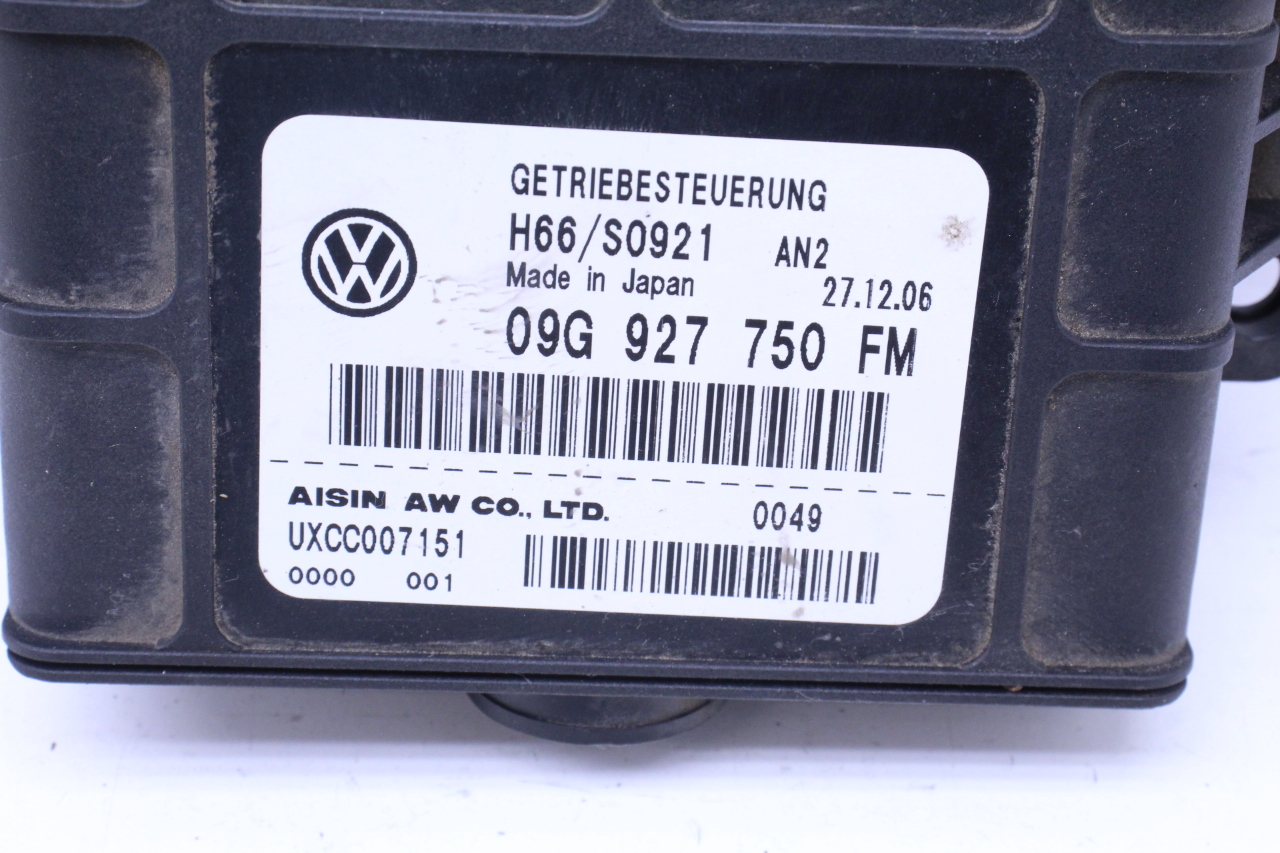 GETRIEBESTEUERUNG
H66/S0921 AN2
Made in Japan 27.12.06
09G 927 750 FM
AISIN AW CO., LTD. 0049
UXCC007151
0000 001